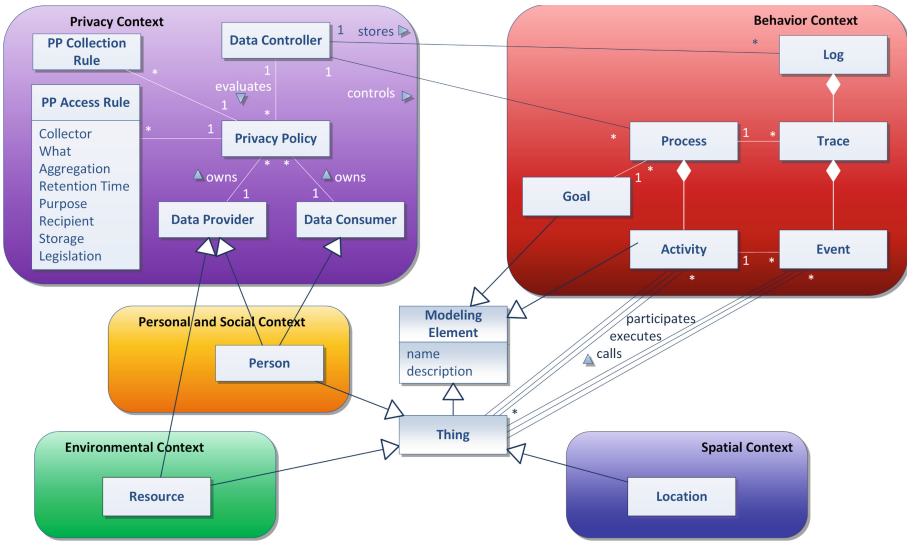 Privacy Context
Behavior Context
PP Collection
Rule
Data Controller
1
stores
*
Log
1
1
evaluates
controls
*
1
*
PP Access Rule
Collector
What
Aggregation
Retention Time
Purpose
Recipient
Storage
Legislation
*
1
Privacy Policy
*
Process
1
*
Trace
*
*
owns
owns
1
1
1
*
Goal
Data Provider
Data Consumer
Activity
1
*
Event
*
*
Personal and Social Context
Person
Modeling
Element
name
description
participates
executes
calls
*
Thing
Environmental Context
Resource
Spatial Context
Location